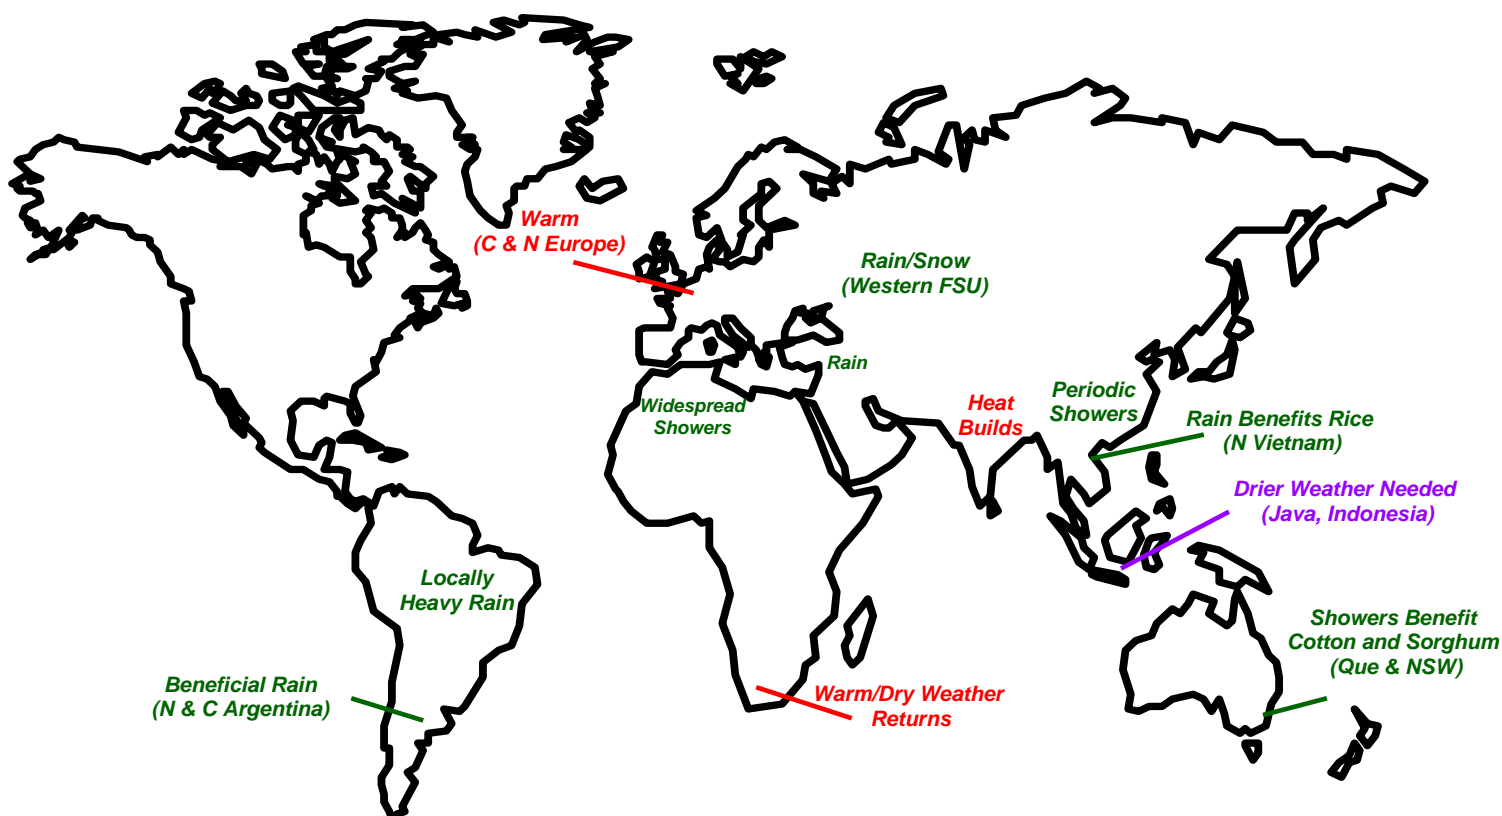 Warm
(C & N Europe)
Rain/Snow
(Western FSU)
Rain
Widespread
Showers
Heat
Builds
Periodic
Showers
Rain Benefits Rice
(N Vietnam)
Drier Weather Needed
(Java, Indonesia)
Locally
Heavy Rain
Showers Benefit
Cotton and Sorghum
(Que & NSW)
Beneficial Rain
(N & C Argentina)
Warm/Dry Weather
Returns